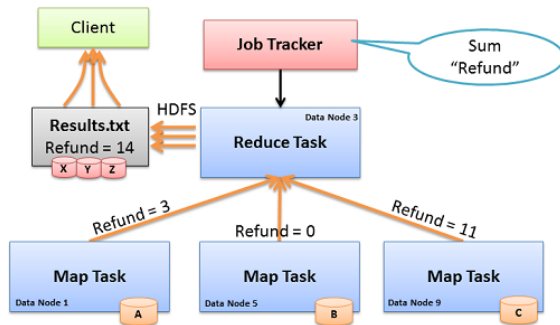 Client
Job Tracker
Sum
"Refund"
HDFS
Results.txt
Refund = 14
X Y Z
Data Node 3
Reduce Task
Refund = 3
Refund = 0
Refund = 11
Map Task
Data Node 1
A
Map Task
Data Node 5
B
Map Task
Data Node 9
C